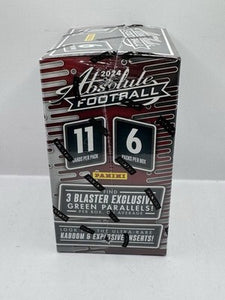 2024
Absolute
FOOTBALL
11 6
CARDS PER PACK PACKS PER BOX
PANINI
FIND
3 BLASTER EXCLUSIVE
GREEN PARALLELS!
PER BOX, ON AVERAGE
LOOK THE ULTRA-RARE
KABOOM & EXPLOSIVE INSERTS!